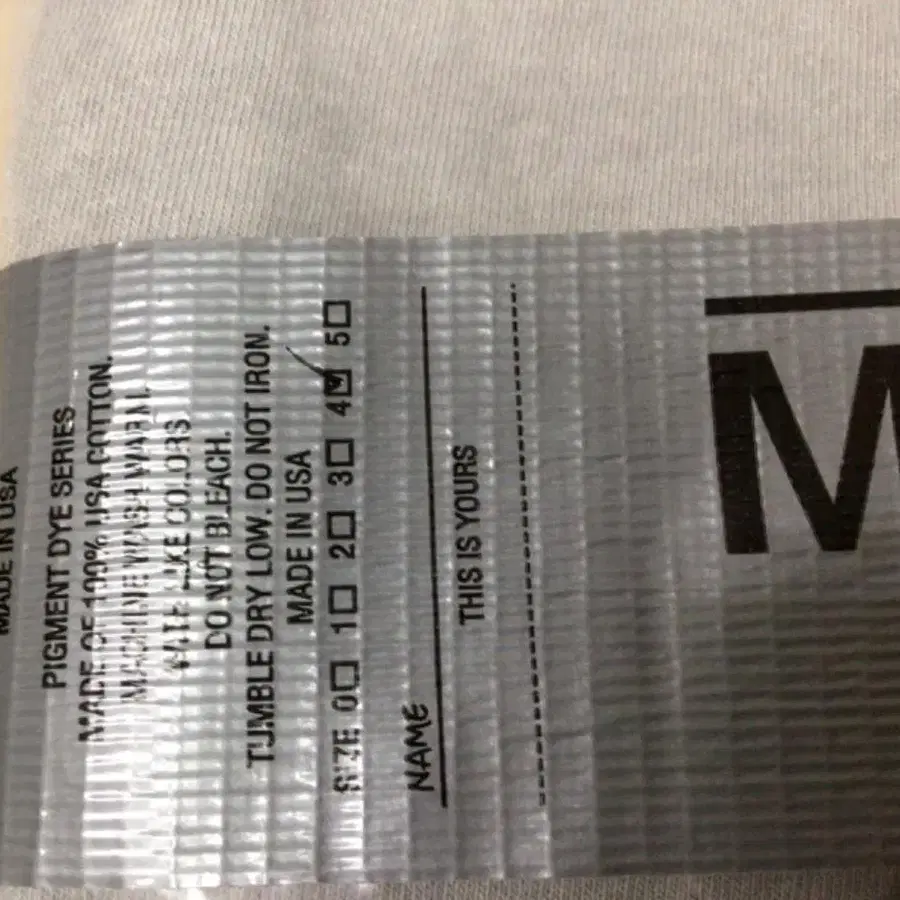 MADE IN USA
PIGMENT DYE SERIES
MADE OF 100% USA COTTON.
MACHINE WASH WARM.
WITH LIKE COLORS
DO NOT BLEACH.
TUMBLE DRY LOW. DO NOT IRON.
MADE IN USA
SIZE 0☐ 1☐ 2☐ 3☐ 4☑ 5☐
NAME
THIS IS YOURS
M